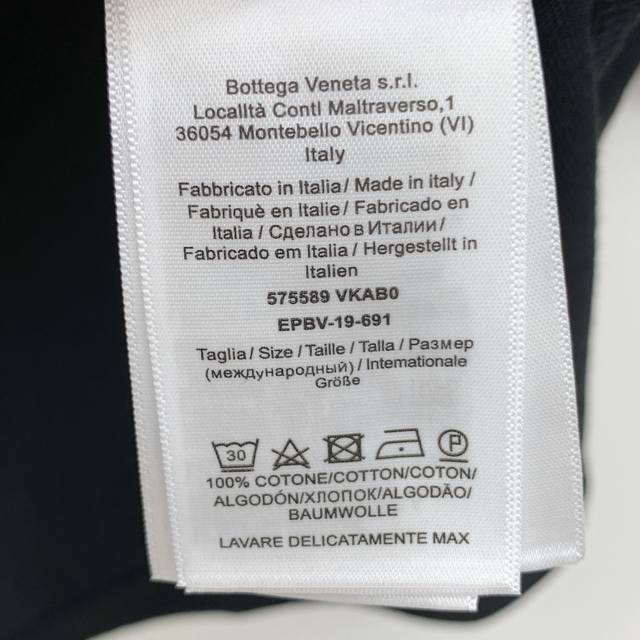 Bottega Veneta s.r.l.
Localltà Contl Maltraverso,1
36054 Montebello Vicentino (VI)
Italy
Fabbricato in Italia / Made in italy /
Fabriquè en Italie / Fabricado en
Italia / Сделано в Италии /
Fabricado em Italia / Hergestellt in
Italien
575589 VKAB0
EPBV-19-691
Taglia / Size / Taille / Talla / Размер
(международный) / Internationale
Größe
30 P
100% COTONE/COTTON/COTON/
ALGODÓN/ХЛОПОК/ALGODÃO/
BAUMWOLLE
LAVARE DELICATAMENTE MAX